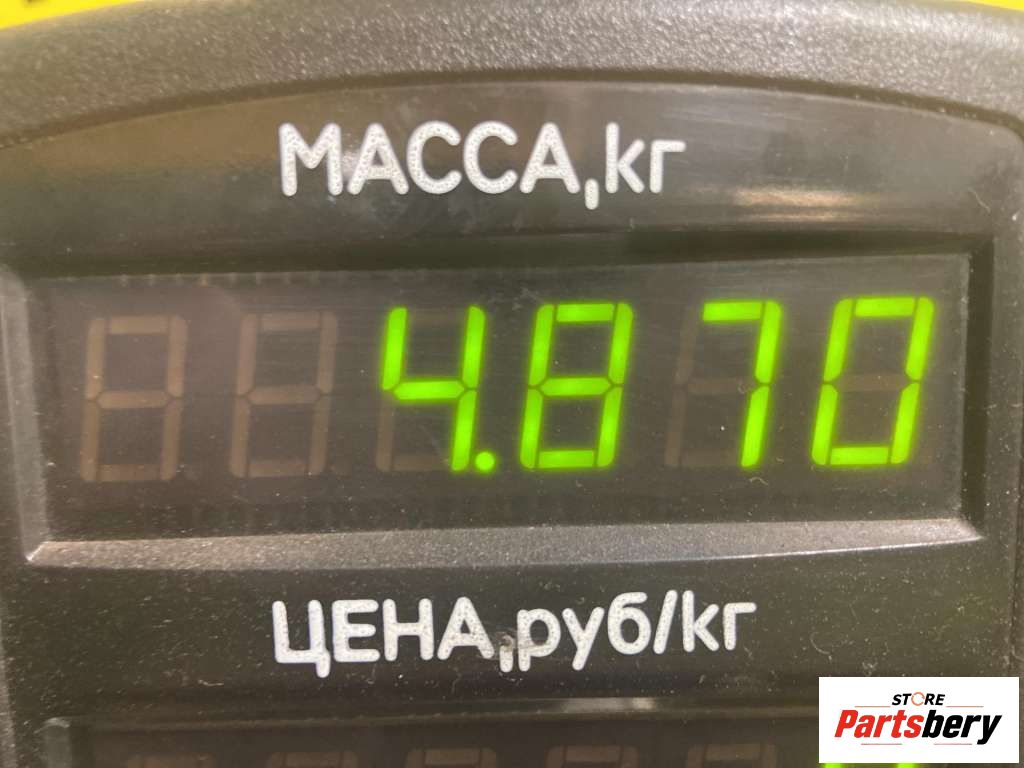 МАССА,кг
4.870
ЦЕНА,руб/кг
STORE
Partsbery